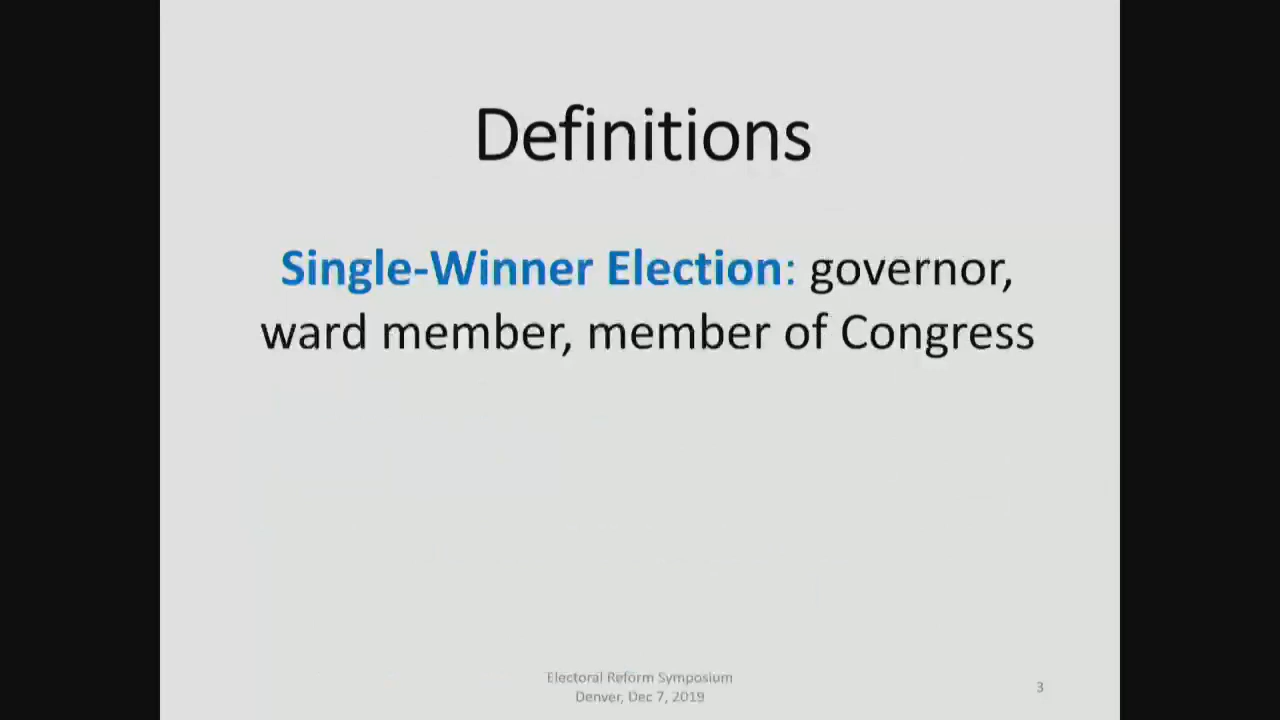 Definitions
Single-Winner Election: governor,
ward member, member of Congress
Electoral Reform Symposium
Denver, Dec 7, 2019
3